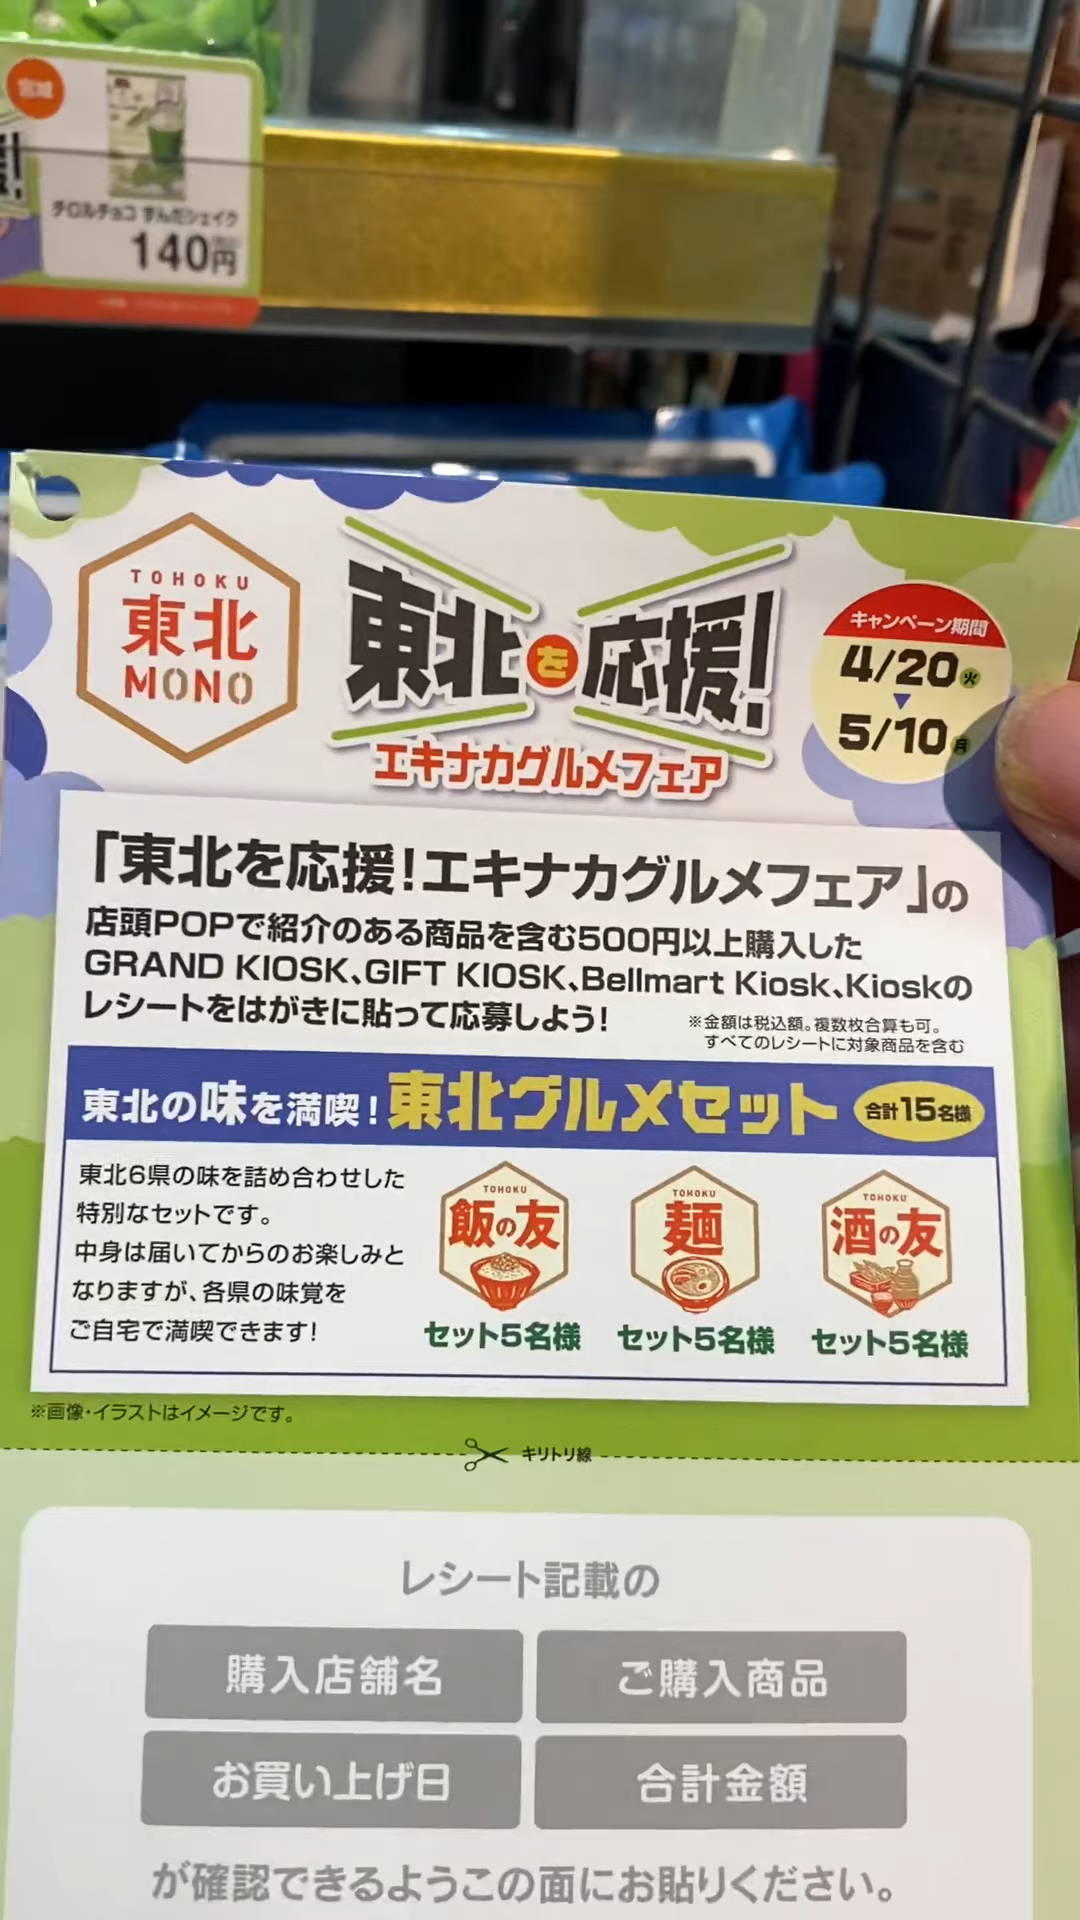 宮城
チロルチョコ ずんだシェイク
140円
TOHOKU
東北
MONO
東北を応援!
エキナカグルメフェア
キャンペーン期間
4/20火
5/10月
「東北を応援!エキナカグルメフェア」の
店頭POPで紹介のある商品を含む500円以上購入した
GRAND KIOSK、GIFT KIOSK、Bellmart Kiosk、Kioskの
レシートをはがきに貼って応募しよう!
※金額は税込額。複数枚合算も可。
すべてのレシートに対象商品を含む
東北の味を満喫!東北グルメセット 合計15名様
東北6県の味を詰め合わせした
特別なセットです。
中身は届いてからのお楽しみと
なりますが、各県の味覚を
ご自宅で満喫できます!
TOHOKU
飯の友
セット5名様
TOHOKU
麺
セット5名様
TOHOKU
酒の友
セット5名様
※画像・イラストはイメージです。
キリトリ線
レシート記載の
購入店舗名
ご購入商品
お買い上げ日
合計金額
が確認できるようこの面にお貼りください。